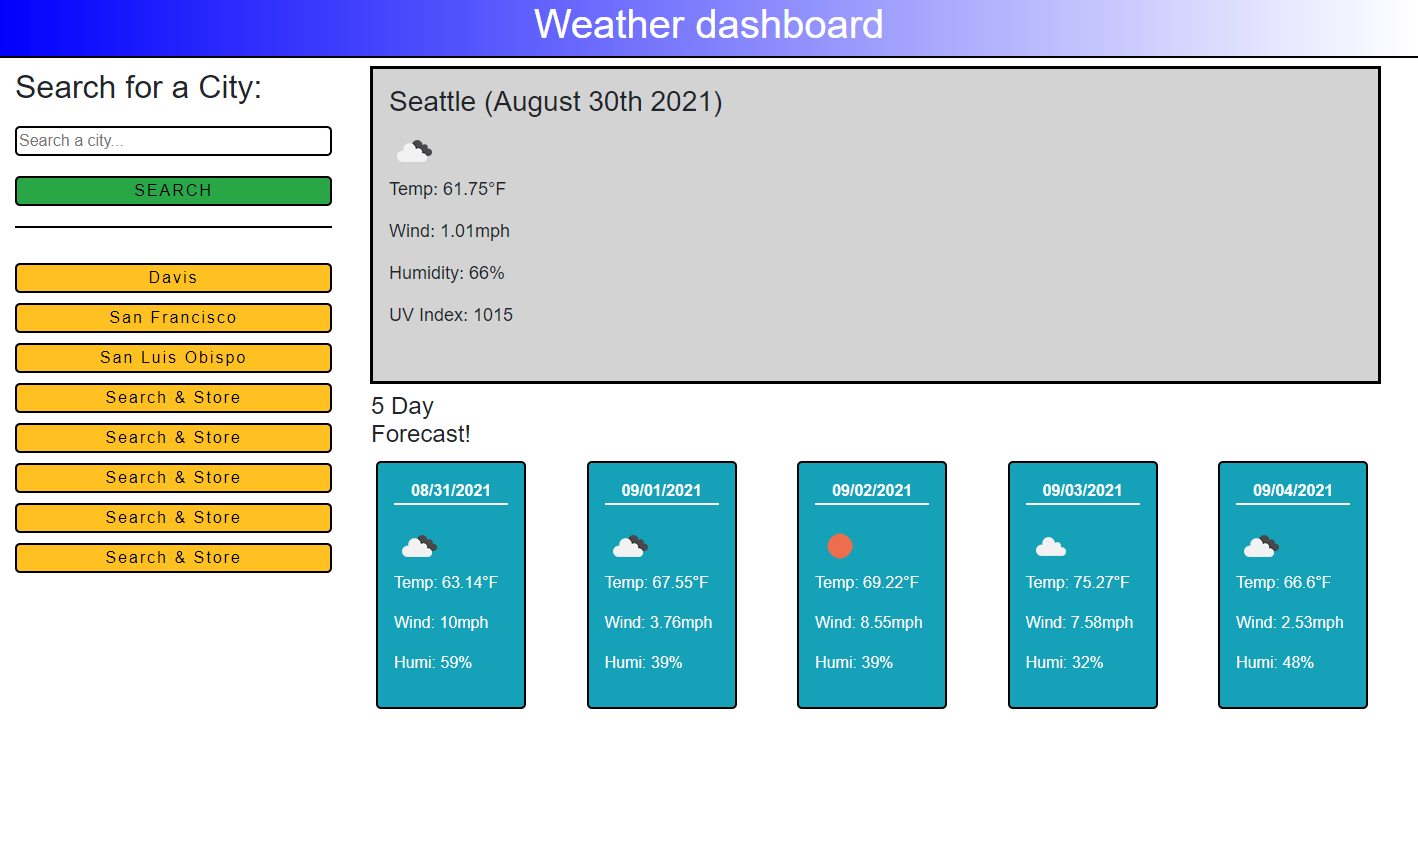 Weather dashboard
Search for a City:
Search a city...
SEARCH
Davis
San Francisco
San Luis Obispo
Search & Store
Search & Store
Search & Store
Search & Store
Search & Store
Seattle (August 30th 2021)
Temp: 61.75°F
Wind: 1.01mph
Humidity: 66%
UV Index: 1015
5 Day
Forecast!
08/31/2021
Temp: 63.14°F
Wind: 10mph
Humi: 59%
09/01/2021
Temp: 67.55°F
Wind: 3.76mph
Humi: 39%
09/02/2021
Temp: 69.22°F
Wind: 8.55mph
Humi: 39%
09/03/2021
Temp: 75.27°F
Wind: 7.58mph
Humi: 32%
09/04/2021
Temp: 66.6°F
Wind: 2.53mph
Humi: 48%